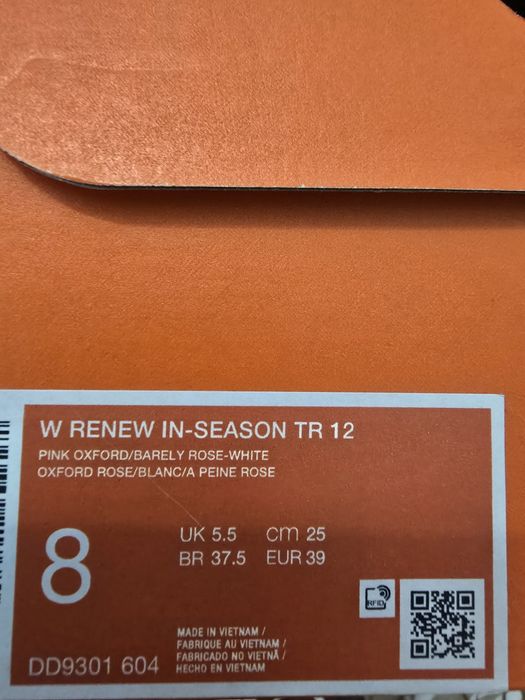 W RENEW IN-SEASON TR 12
PINK OXFORD/BARELY ROSE-WHITE
OXFORD ROSE/BLANC/A PEINE ROSE
8
UK 5.5 cm 25
BR 37.5 EUR 39
RFID
MADE IN VIETNAM /
FABRIQUE AU VIETNAM /
FABRICADO NO VIETNÃ /
HECHO EN VIETNAM
DD9301 604